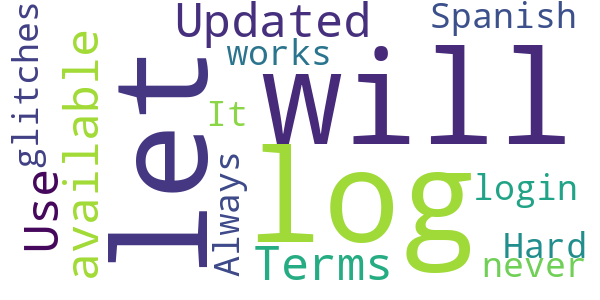 glitches
Use
available
let
Updated
works
It
Always
Will
log
Terms
Spanish
login
Hard
never